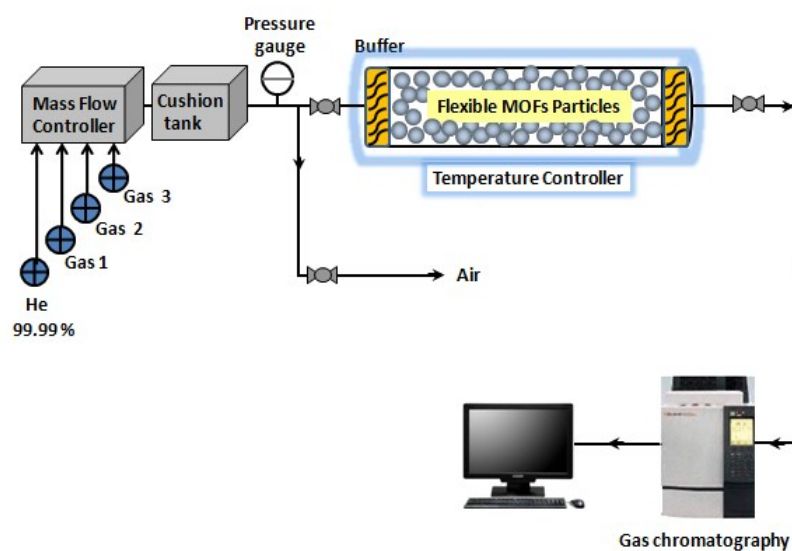 Pressure
gauge
Buffer
Mass Flow
Controller
Cushion
tank
Flexible MOFs Particles
Temperature Controller
Gas 3
Gas 2
Gas 1
He
99.99%
Air
Gas chromatography